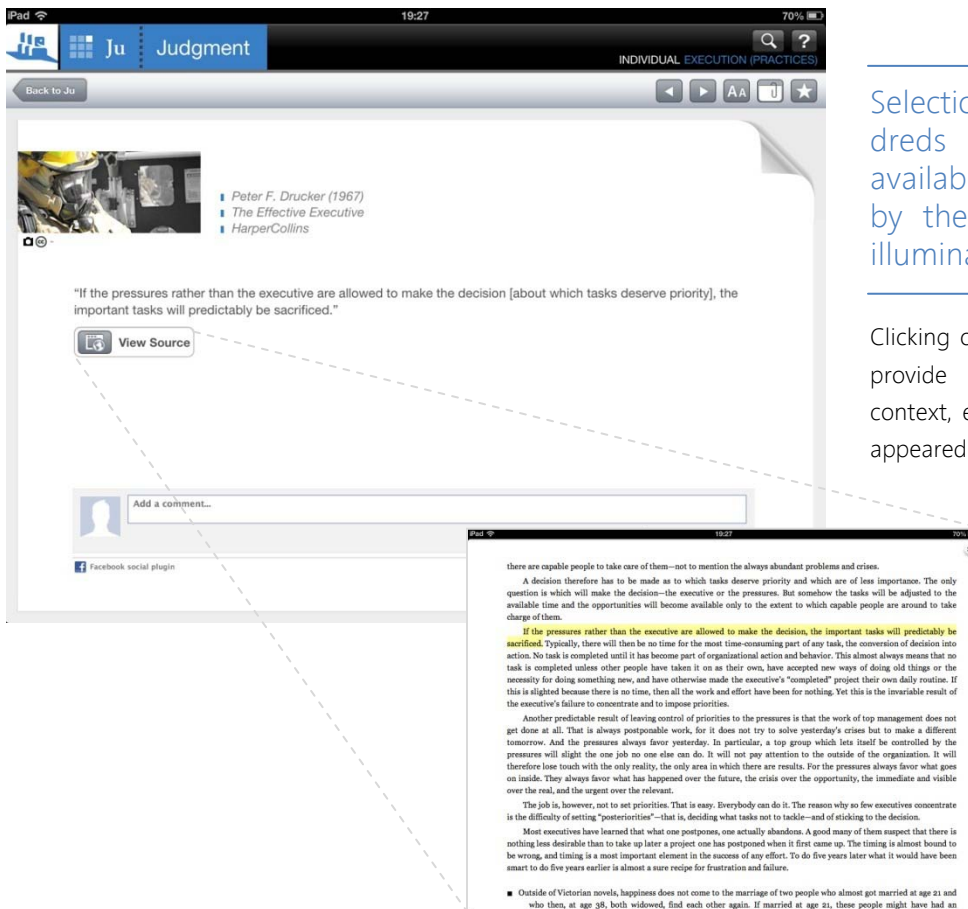 iPad 19:27 70%
Ju Judgment
INDIVIDUAL EXECUTION (PRACTICES)
Back to Ju
AA
Peter F. Drucker (1967)
The Effective Executive
HarperCollins
cc
"If the pressures rather than the executive are allowed to make the decision [about which tasks deserve priority], the
important tasks will predictably be sacrificed."
View Source
Add a comment...
Facebook social plugin
Selectio
dreds
availab
by the
illumina
Clicking
provide
context, e
appeared
iPad 19:27 70%
there are capable people to take care of them—not to mention the always abundant problems and crises.
A decision therefore has to be made as to which tasks deserve priority and which are of less importance. The only
question is which will make the decision—the executive or the pressures. But somehow the tasks will be adjusted to the
available time and the opportunities will become available only to the extent to which capable people are around to take
charge of them.
If the pressures rather than the executive are allowed to make the decision, the important tasks will predictably be
sacrificed. Typically, there will then be no time for the most time-consuming part of any task, the conversion of decision into
action. No task is completed until it has become part of organizational action and behavior. This almost always means that no
task is completed unless other people have taken it on as their own, have accepted new ways of doing old things or the
necessity for doing something new, and have otherwise made the executive's "completed" project their own daily routine. If
this is slighted because there is no time, then all the work and effort have been for nothing. Yet this is the invariable result of
the executive's failure to concentrate and to impose priorities.
Another predictable result of leaving control of priorities to the pressures is that the work of top management does not
get done at all. That is always postponable work, for it does not try to solve yesterday's crises but to make a different
tomorrow. And the pressures always favor yesterday. In particular, a top group which lets itself be controlled by the
pressures will slight the one job no one else can do. It will not pay attention to the outside of the organization. It will
therefore lose touch with the only reality, the only area in which there are results. For the pressures always favor what goes
on inside. They always favor what has happened over the future, the crisis over the opportunity, the immediate and visible
over the real, and the urgent over the relevant.
The job is, however, not to set priorities. That is easy. Everybody can do it. The reason why so few executives concentrate
is the difficulty of setting "posteriorities"—that is, deciding what tasks not to tackle—and of sticking to the decision.
Most executives have learned that what one postpones, one actually abandons. A good many of them suspect that there is
nothing less desirable than to take up later a project one has postponed when it first came up. The timing is almost bound to
be wrong, and timing is a most important element in the success of any effort. To do five years later what it would have been
smart to do five years earlier is almost a sure recipe for frustration and failure.
■ Outside of Victorian novels, happiness does not come to the marriage of two people who almost got married at age 21 and
who then, at age 38, both widowed, find each other again. If married at age 21, these people might have had an